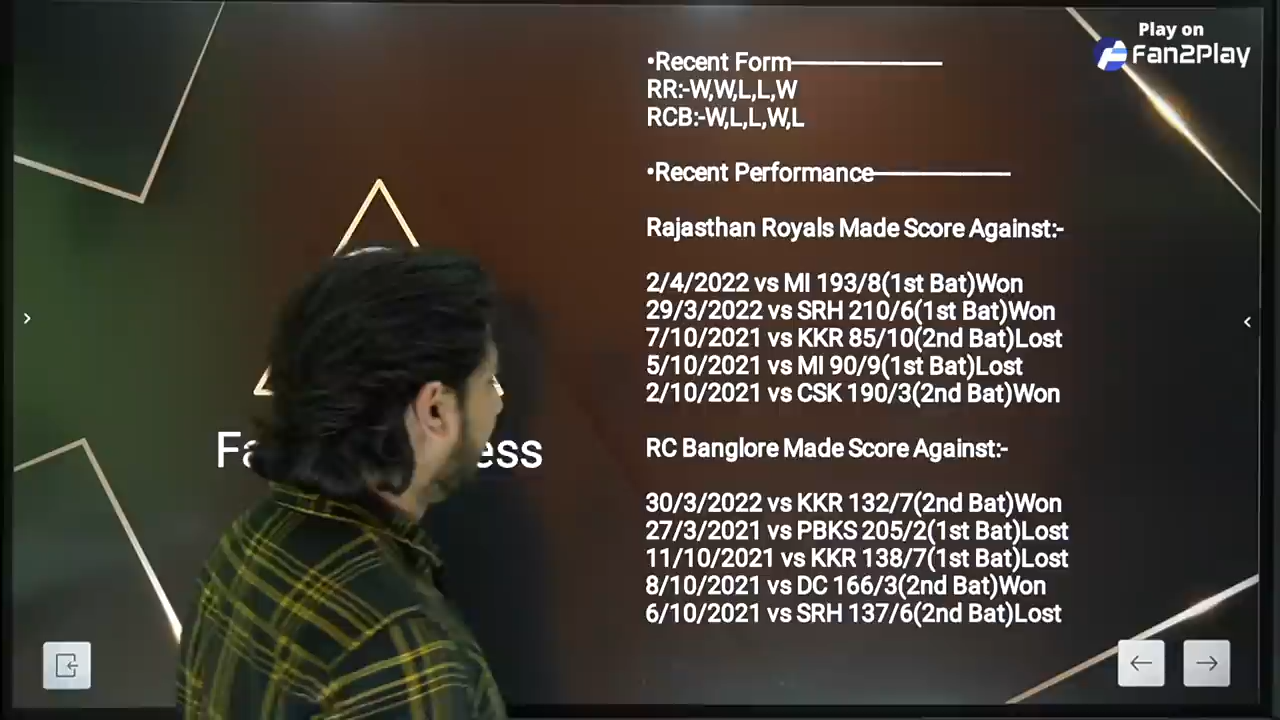 Play on
Fan2Play
•Recent Form
RR:-W,W,L,L,W
RCB:-W,L,L,W,L
•Recent Performance
Rajasthan Royals Made Score Against:-
2/4/2022 vs MI 193/8(1st Bat)Won
29/3/2022 vs SRH 210/6(1st Bat)Won
7/10/2021 vs KKR 85/10(2nd Bat)Lost
5/10/2021 vs MI 90/9(1st Bat)Lost
2/10/2021 vs CSK 190/3(2nd Bat)Won
RC Banglore Made Score Against:-
30/3/2022 vs KKR 132/7(2nd Bat)Won
27/3/2021 vs PBKS 205/2(1st Bat)Lost
11/10/2021 vs KKR 138/7(1st Bat)Lost
8/10/2021 vs DC 166/3(2nd Bat)Won
6/10/2021 vs SRH 137/6(2nd Bat)Lost